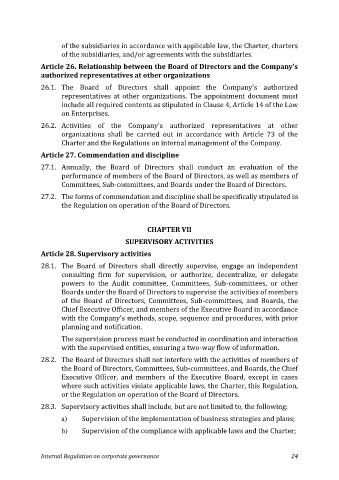 of the subsidiaries in accordance with applicable law, the Charter, charters
of the subsidiaries, and/or agreements with the subsidiaries.
Article 26. Relationship between the Board of Directors and the Company's
authorized representatives at other organizations
26.1. The Board of Directors shall appoint the Company's authorized
representatives at other organizations. The appointment document must
include all required contents as stipulated in Clause 4, Article 14 of the Law
on Enterprises.
26.2. Activities of the Company's authorized representatives at other
organizations shall be carried out in accordance with Article 73 of the
Charter and the Regulations on internal management of the Company.
Article 27. Commendation and discipline
27.1. Annually, the Board of Directors shall conduct an evaluation of the
performance of members of the Board of Directors, as well as members of
Committees, Sub-committees, and Boards under the Board of Directors.
27.2. The forms of commendation and discipline shall be specifically stipulated in
the Regulation on operation of the Board of Directors.
CHAPTER VII
SUPERVISORY ACTIVITIES
Article 28. Supervisory activities
28.1. The Board of Directors shall directly supervise, engage an independent
consulting firm for supervision, or authorize, decentralize, or delegate
powers to the Audit committee, Committees, Sub-committees, or other
Boards under the Board of Directors to supervise the activities of members
of the Board of Directors, Committees, Sub-committees, and Boards, the
Chief Executive Officer, and members of the Executive Board in accordance
with the Company's methods, scope, sequence and procedures, with prior
planning and notification.
The supervision process must be conducted in coordination and interaction
with the supervised entities, ensuring a two-way flow of information.
28.2. The Board of Directors shall not interfere with the activities of members of
the Board of Directors, Committees, Sub-committees, and Boards, the Chief
Executive Officer, and members of the Executive Board, except in cases
where such activities violate applicable laws, the Charter, this Regulation,
or the Regulation on operation of the Board of Directors.
28.3. Supervisory activities shall include, but are not limited to, the following:
a) Supervision of the implementation of business strategies and plans;
b) Supervision of the compliance with applicable laws and the Charter;
Internal Regulation on corporate governance 24